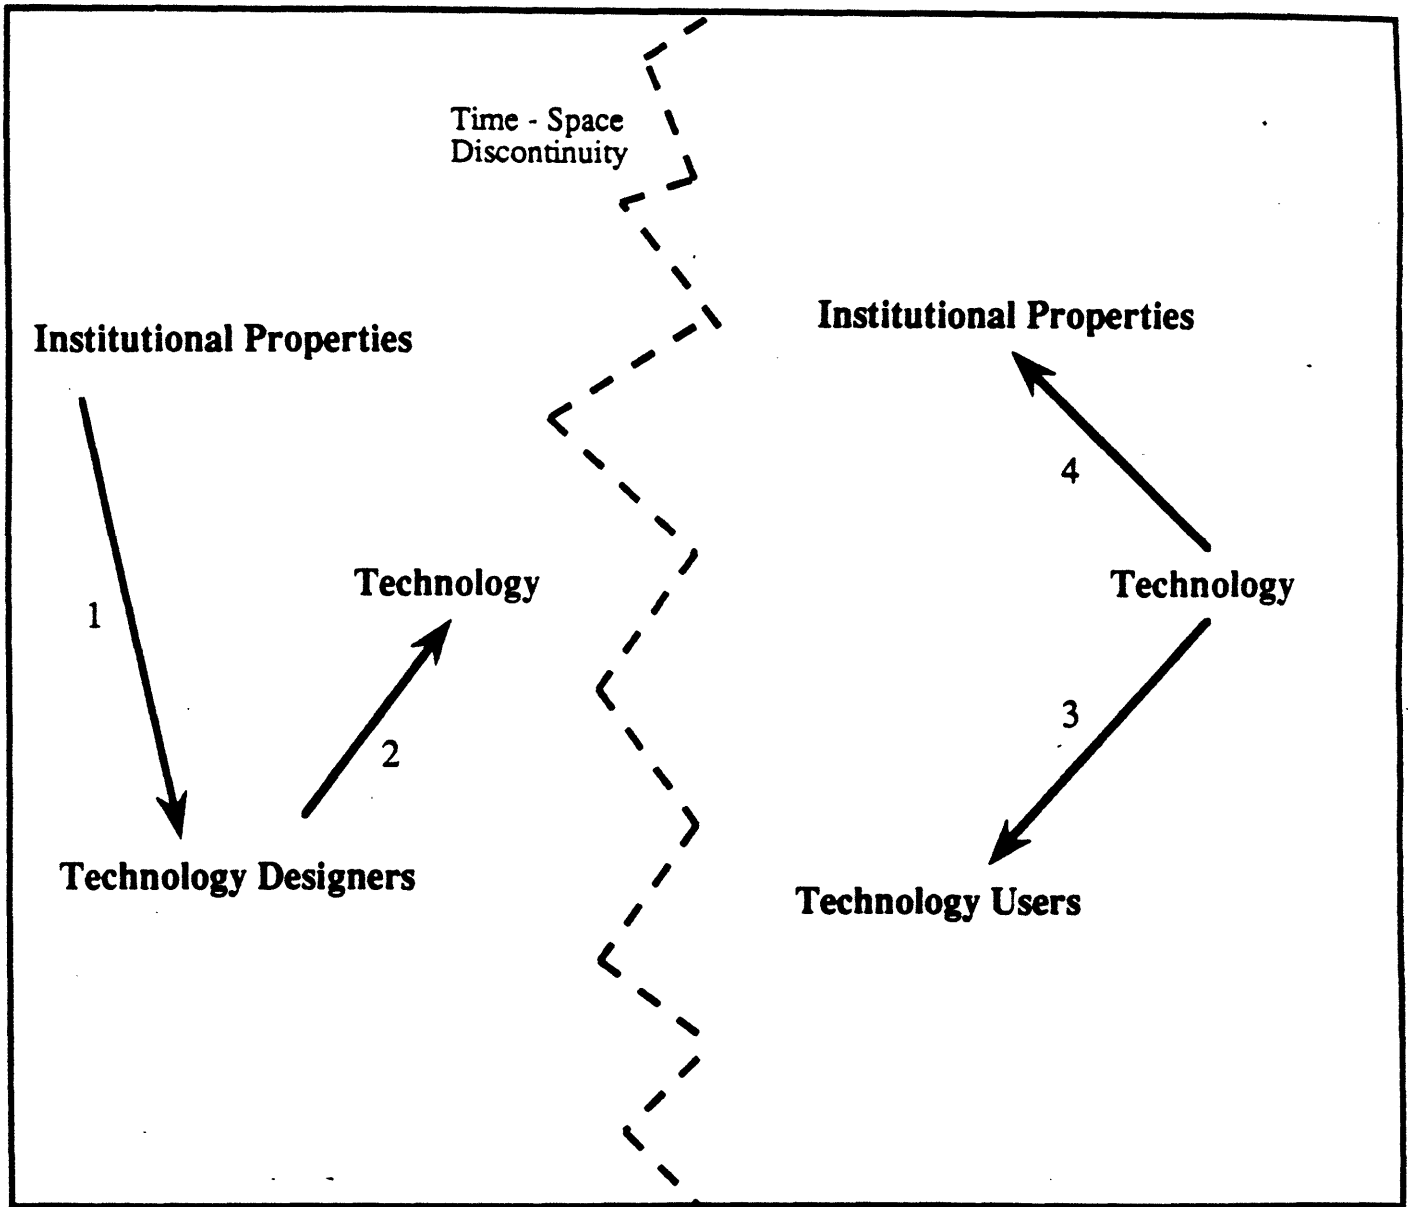 Time - Space
Discontinuity
Institutional Properties
Institutional Properties
4
Technology
Technology
1
3
2
Technology Designers
Technology Users